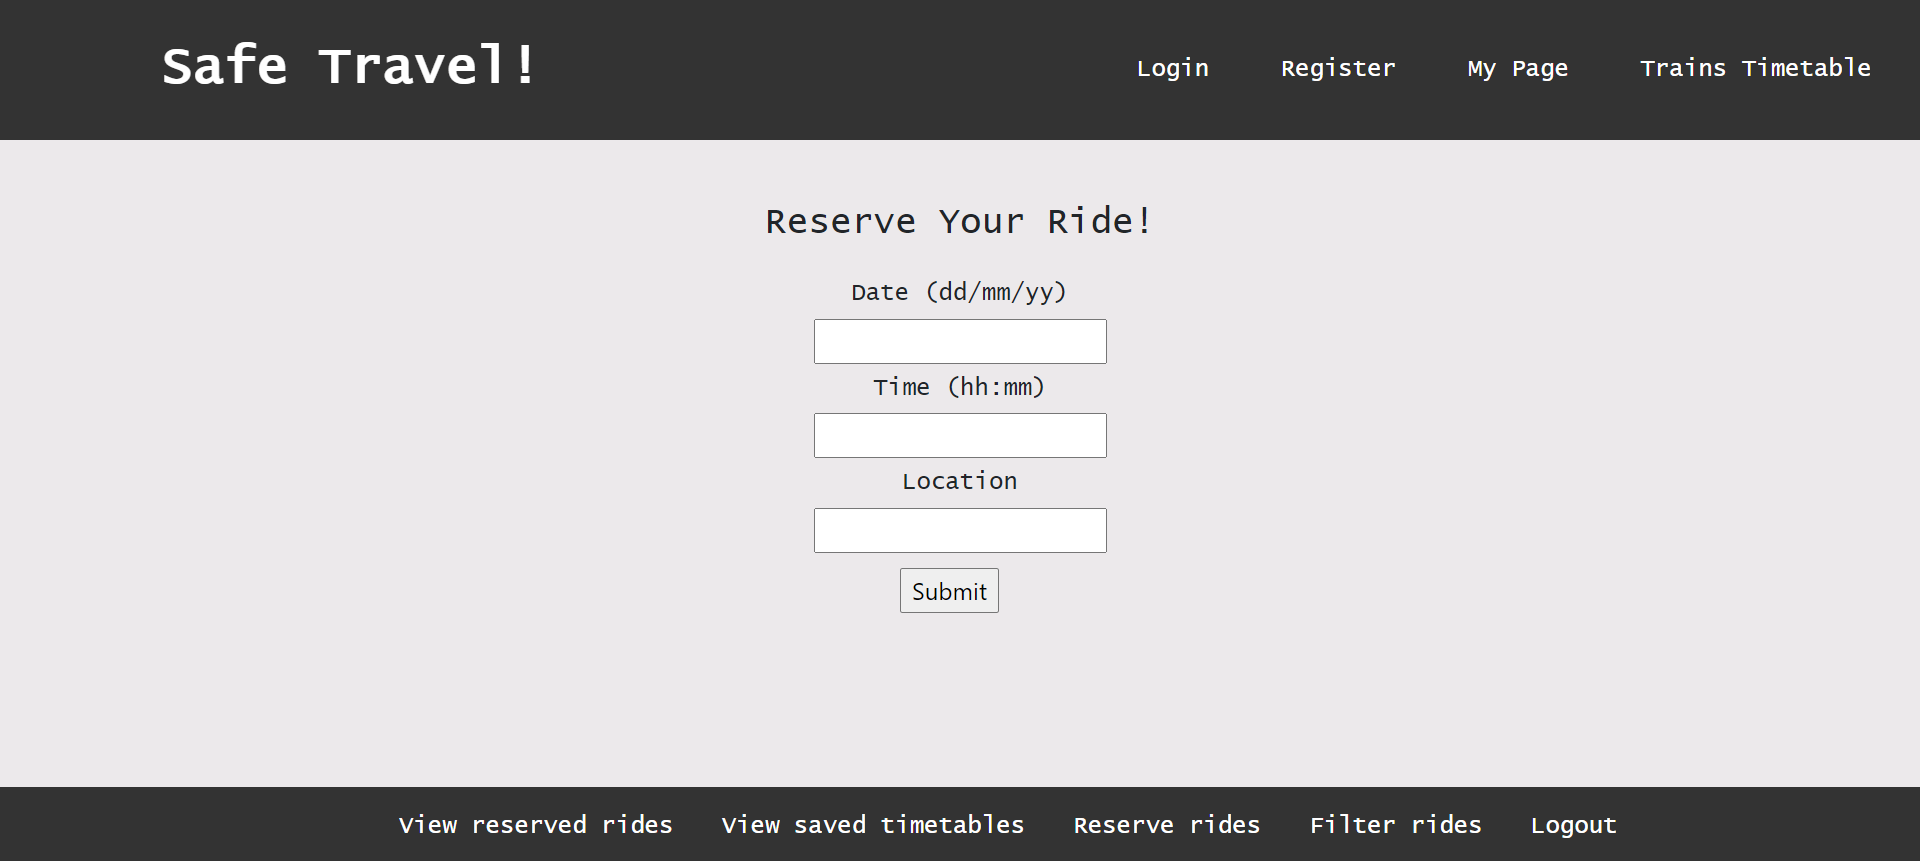 Safe Travel!
Login Register My Page Trains Timetable
Reserve Your Ride!
Date (dd/mm/yy)
Time (hh:mm)
Location
Submit
View reserved rides View saved timetables Reserve rides Filter rides Logout